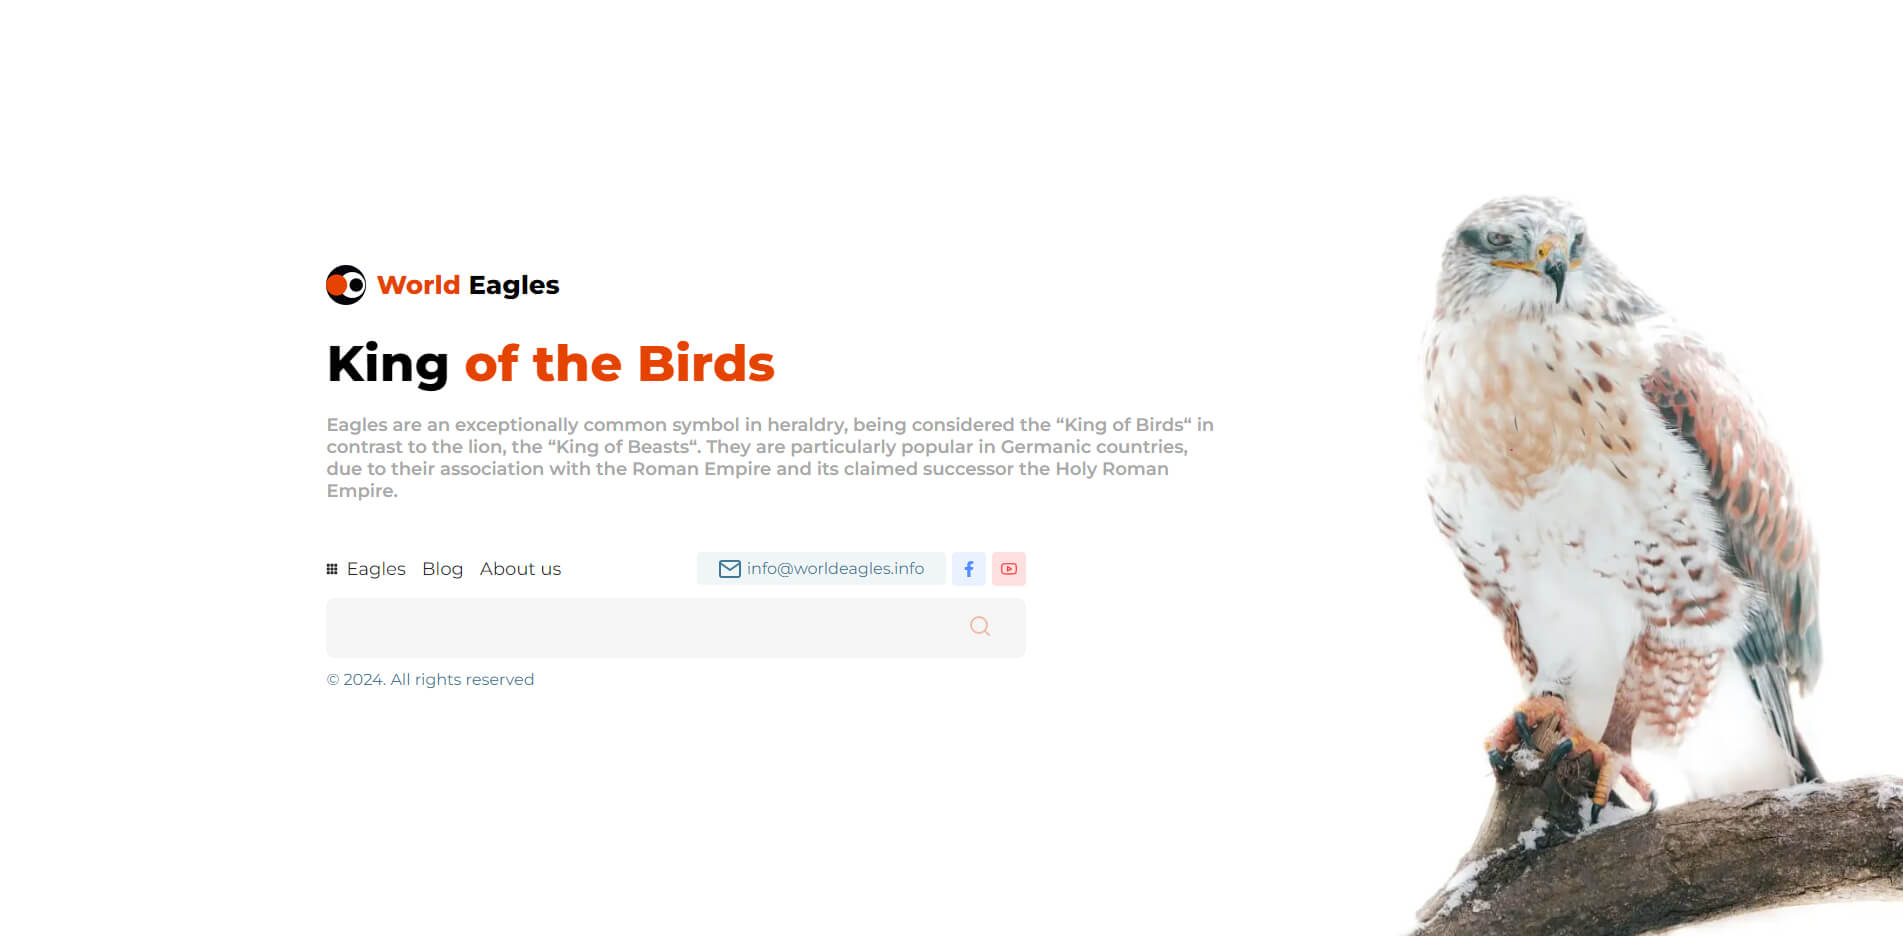 World Eagles
King of the Birds
Eagles are an exceptionally common symbol in heraldry, being considered the “King of Birds“ in
contrast to the lion, the “King of Beasts“. They are particularly popular in Germanic countries,
due to their association with the Roman Empire and its claimed successor the Holy Roman
Empire.
Eagles Blog About us info@worldeagles.info
© 2024. All rights reserved